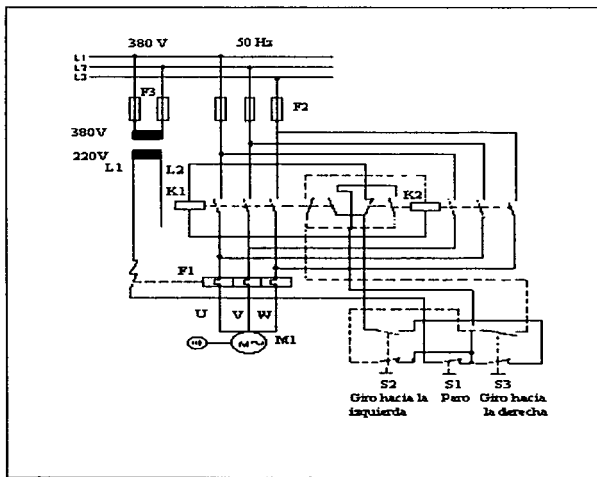 380 V 50 Hz
L1
L2
L3
F3 F2
380V
220V
L1 L2
K1 K2
F1
U V W
M1
S2 S1 S3
Giro hacia la Paro Giro hacia
izquierda la derecha